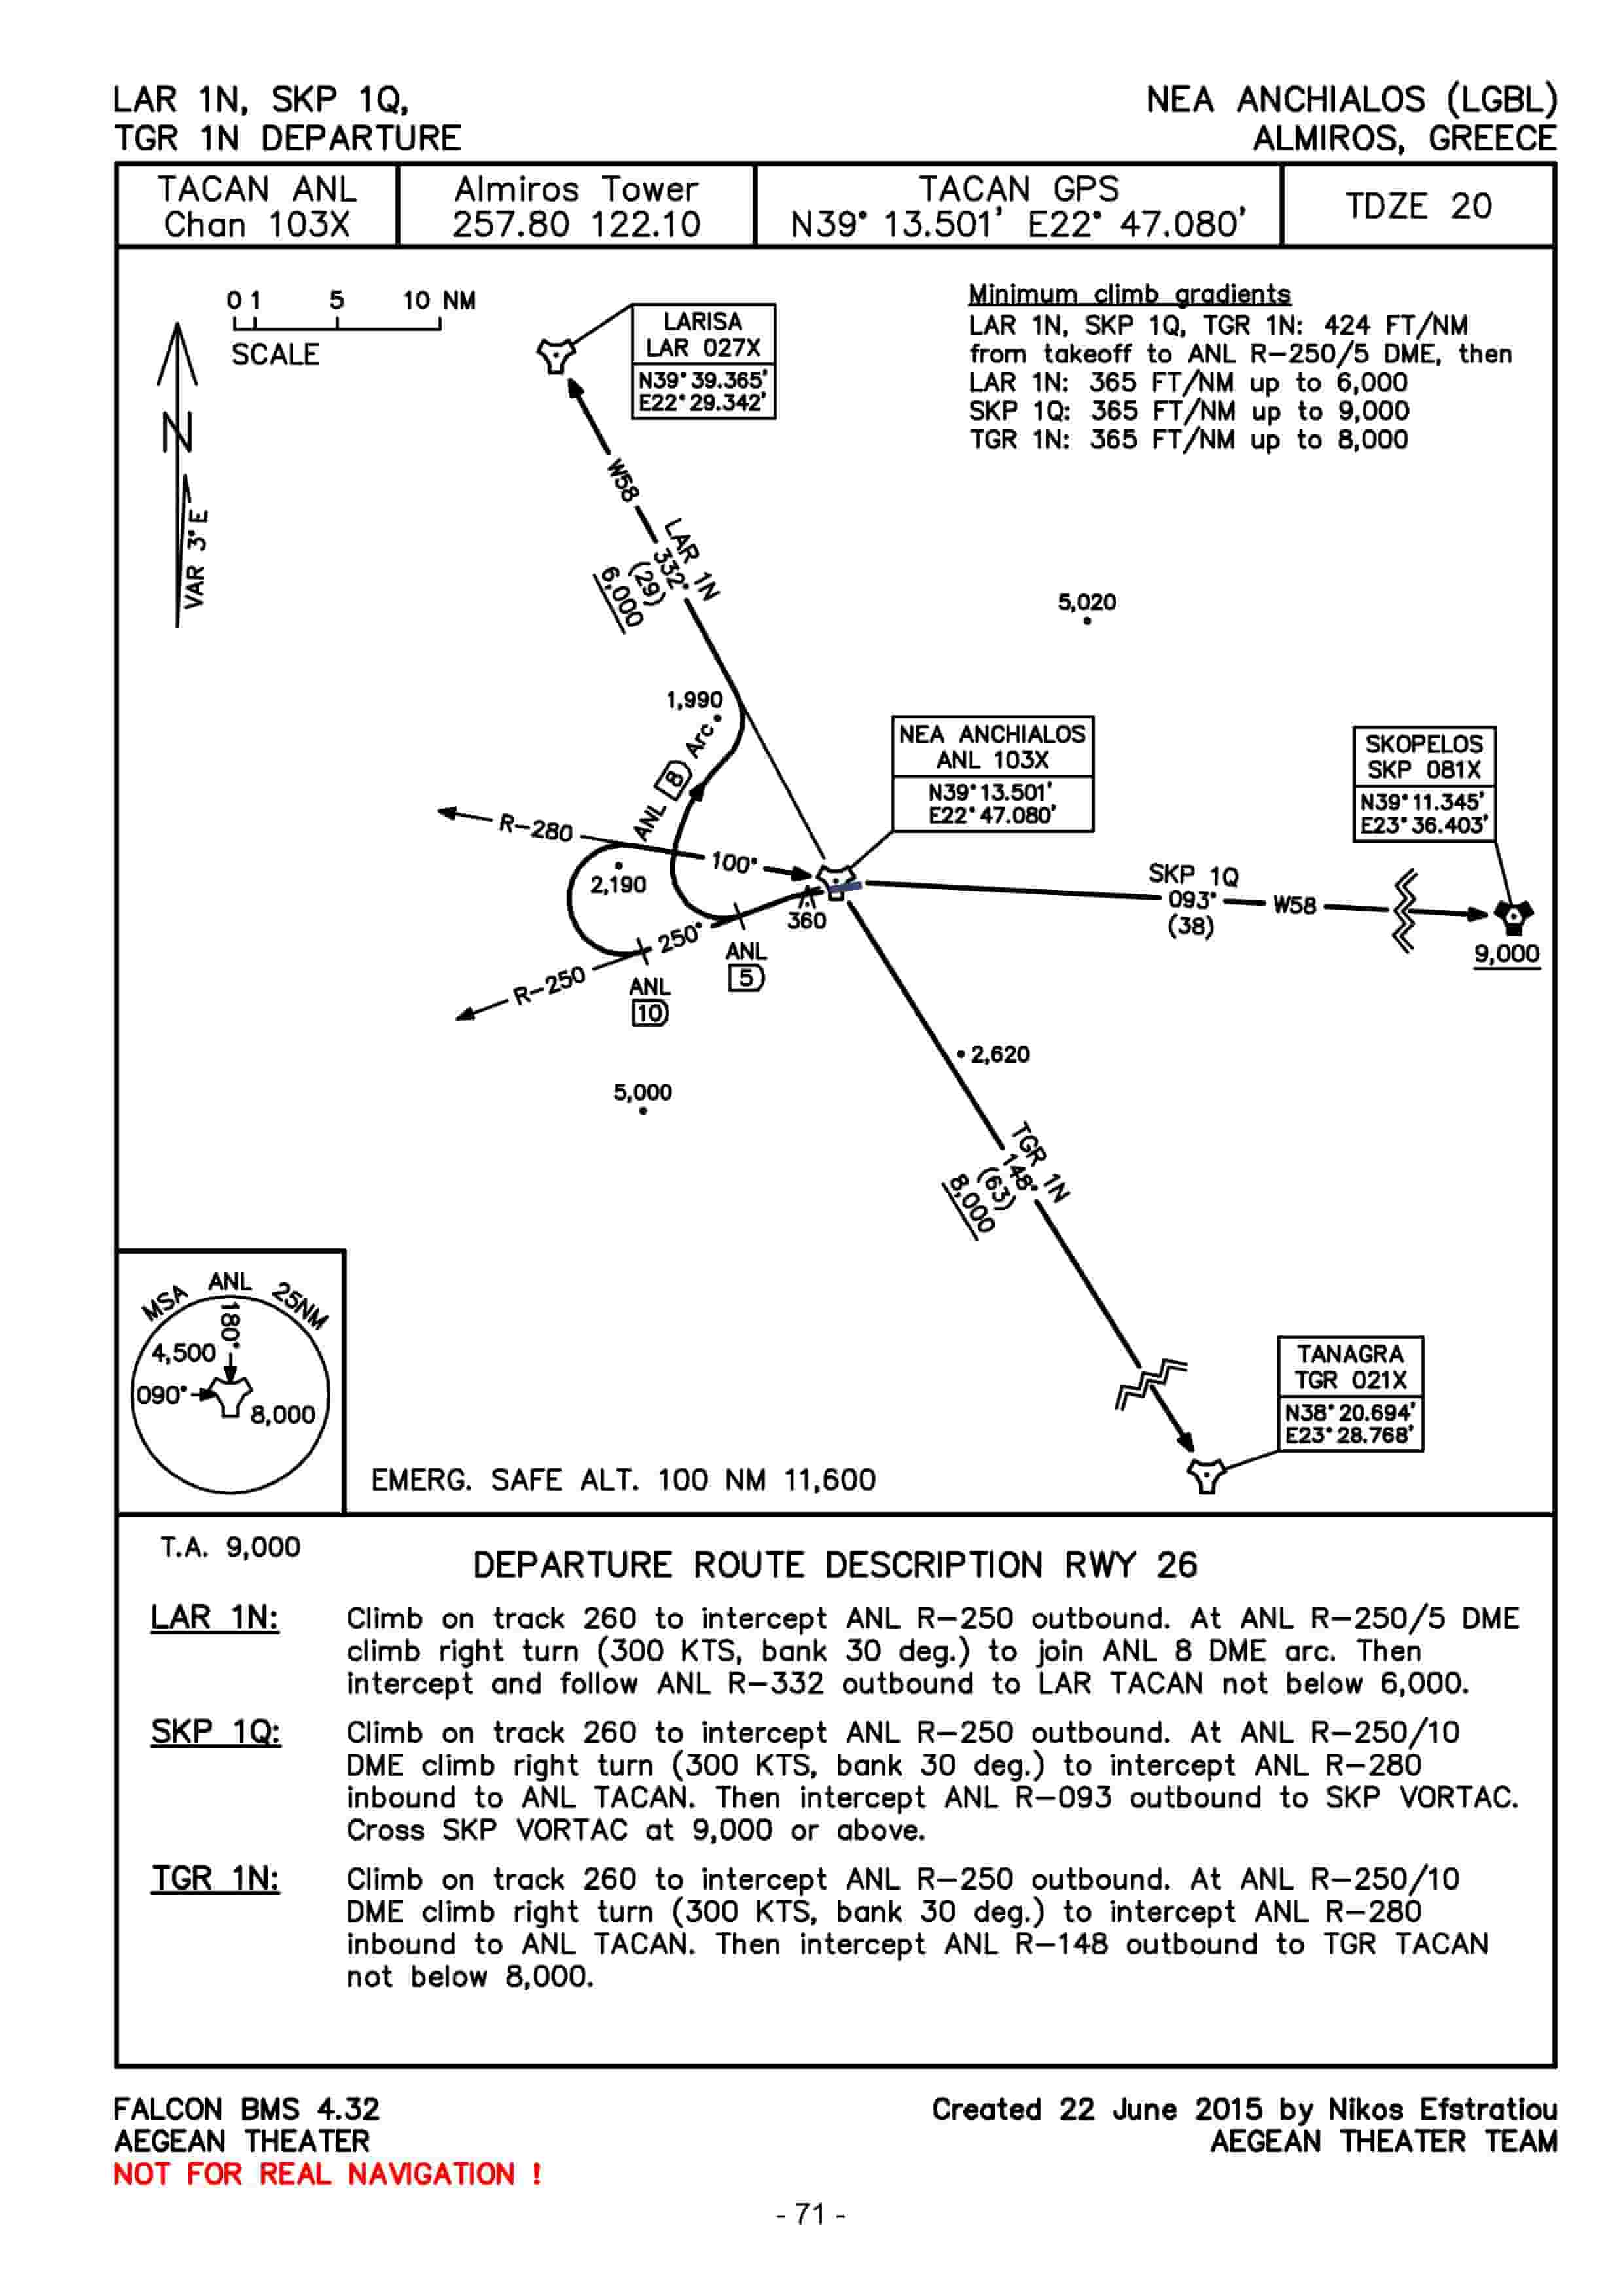 LAR 1N, SKP 1Q,
TGR 1N DEPARTURE
NEA ANCHIALOS (LGBL)
ALMIROS, GREECE
TACAN ANL
Chan 103X
Almiros Tower
257.80 122.10
TACAN GPS
N39° 13.501' E22° 47.080'
TDZE 20
0 1 5 10 NM
SCALE
N
VAR 3°E
Minimum climb gradients
LAR 1N, SKP 1Q, TGR 1N: 424 FT/NM
from takeoff to ANL R-250/5 DME, then
LAR 1N: 365 FT/NM up to 6,000
SKP 1Q: 365 FT/NM up to 9,000
TGR 1N: 365 FT/NM up to 8,000
LARISA
LAR 027X
N39° 39.365'
E22° 29.342'
W58
LAR 1N
332°
(29)
6,000
5,020
1,990
ANL 8 Arc
NEA ANCHIALOS
ANL 103X
N39° 13.501'
E22° 47.080'
SKOPELOS
SKP 081X
N39° 11.345'
E23° 36.403'
R-280
100°
2,190
360
SKP 1Q
093°
(38)
W58
9,000
250°
R-250
ANL
5
ANL
10
2,620
5,000
TGR 1N
148°
(63)
8,000
MSA ANL 25NM
180°
4,500
090°
8,000
TANAGRA
TGR 021X
N38° 20.694'
E23° 28.768'
EMERG. SAFE ALT. 100 NM 11,600
T.A. 9,000
DEPARTURE ROUTE DESCRIPTION RWY 26
LAR 1N: Climb on track 260 to intercept ANL R-250 outbound. At ANL R-250/5 DME
climb right turn (300 KTS, bank 30 deg.) to join ANL 8 DME arc. Then
intercept and follow ANL R-332 outbound to LAR TACAN not below 6,000.
SKP 1Q: Climb on track 260 to intercept ANL R-250 outbound. At ANL R-250/10
DME climb right turn (300 KTS, bank 30 deg.) to intercept ANL R-280
inbound to ANL TACAN. Then intercept ANL R-093 outbound to SKP VORTAC.
Cross SKP VORTAC at 9,000 or above.
TGR 1N: Climb on track 260 to intercept ANL R-250 outbound. At ANL R-250/10
DME climb right turn (300 KTS, bank 30 deg.) to intercept ANL R-280
inbound to ANL TACAN. Then intercept ANL R-148 outbound to TGR TACAN
not below 8,000.
FALCON BMS 4.32
AEGEAN THEATER
NOT FOR REAL NAVIGATION !
Created 22 June 2015 by Nikos Efstratiou
AEGEAN THEATER TEAM
- 71 -